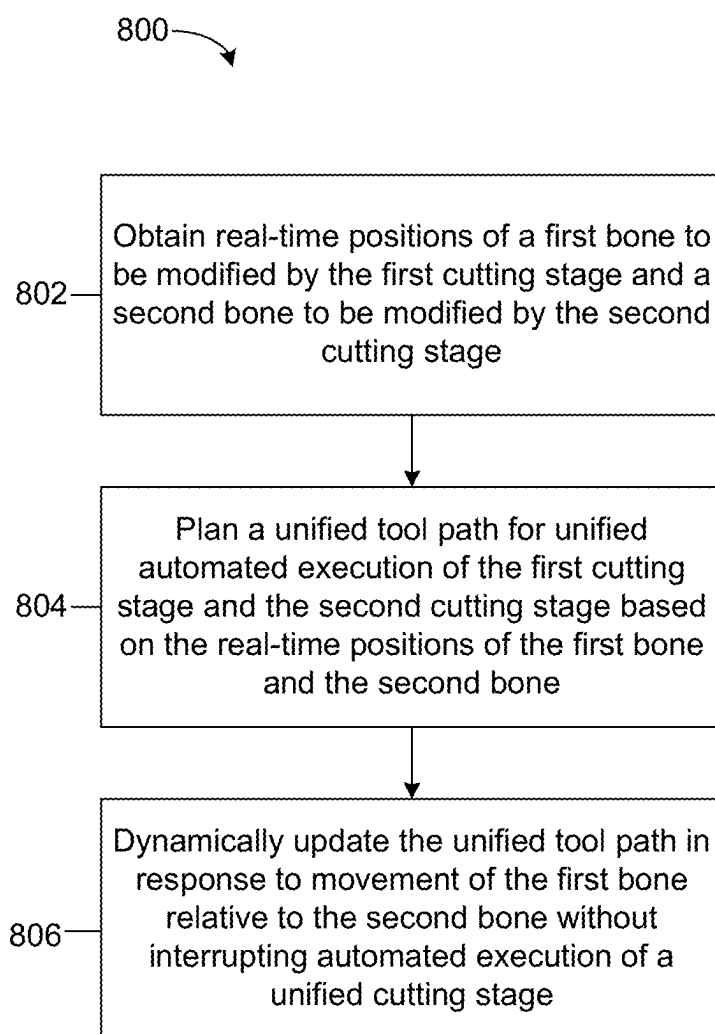 800
Obtain real-time positions of a first bone to
be modified by the first cutting stage and a
802
second bone to be modified by the second
cutting stage
Plan a unified tool path for unified
automated execution of the first cutting
804
stage and the second cutting stage based
on the real-time positions of the first bone
and the second bone
Dynamically update the unified tool path in
response to movement of the first bone
806
relative to the second bone without
interrupting automated execution of a
unified cutting stage